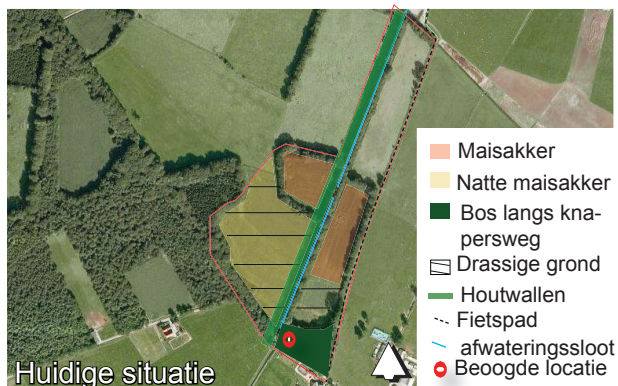 Maisakker
Natte maisakker
Bos langs kna-
persweg
Drassige grond
Houtwallen
Fietspad
afwateringssloot
Beoogde locatie
Huidige situatie